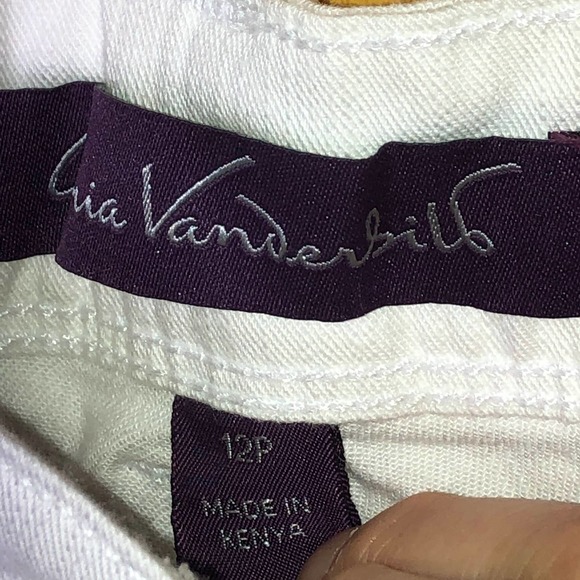 ria Vanderbilt
12P
MADE IN
KENYA